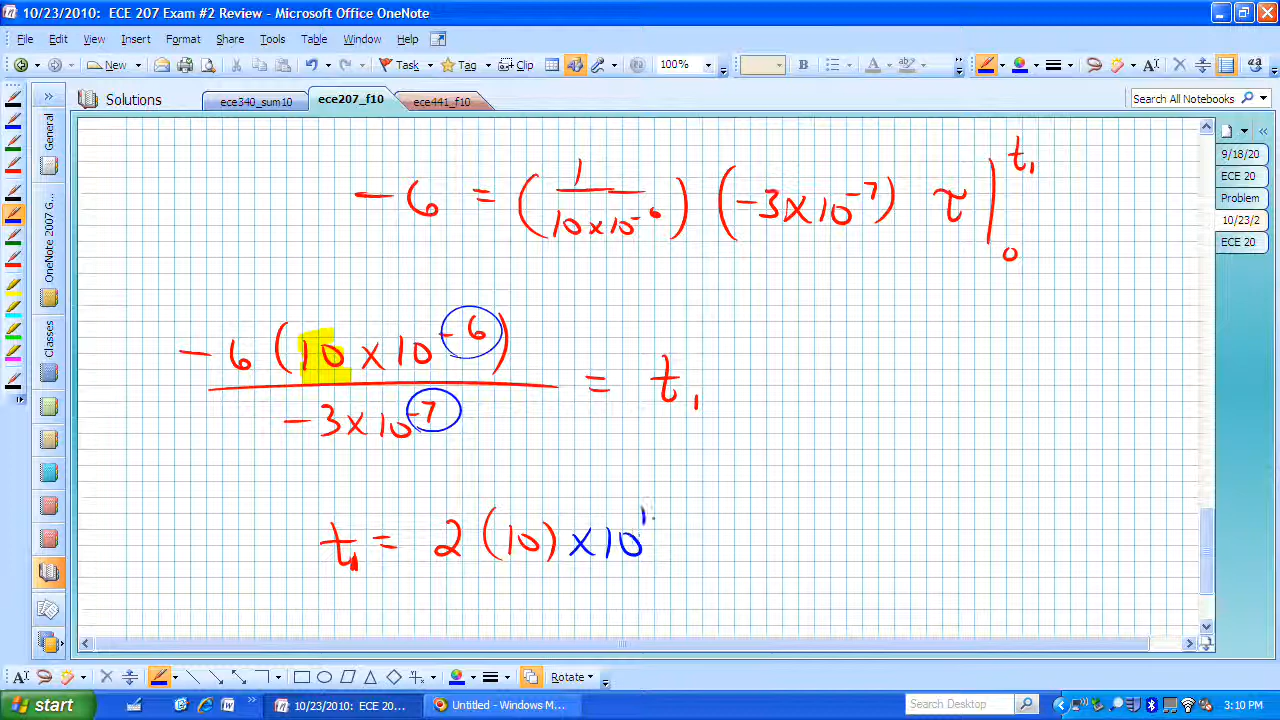 10/23/2010: ECE 207 Exam #2 Review - Microsoft Office OneNote
File Edit View Insert Format Share Tools Table Window Help
New Task Tag Clip 100% B A ab
Solutions ece340_sum10 ece207_f10 ece441_f10 Search All Notebooks
General
OneNote 2007 G
Classes
9/18/20
ECE 20
Problem
10/23/2
ECE 20
-6 = (1/10×10⁻⁶) (-3×10⁻⁷) τ |₀^t₁
-6 (10 × 10⁻⁶) / -3×10⁻⁷ = t₁
t₁ = 2 (10) ×10¹
Rotate
start 10/23/2010: ECE 20... Untitled - Windows M... Search Desktop 3:10 PM